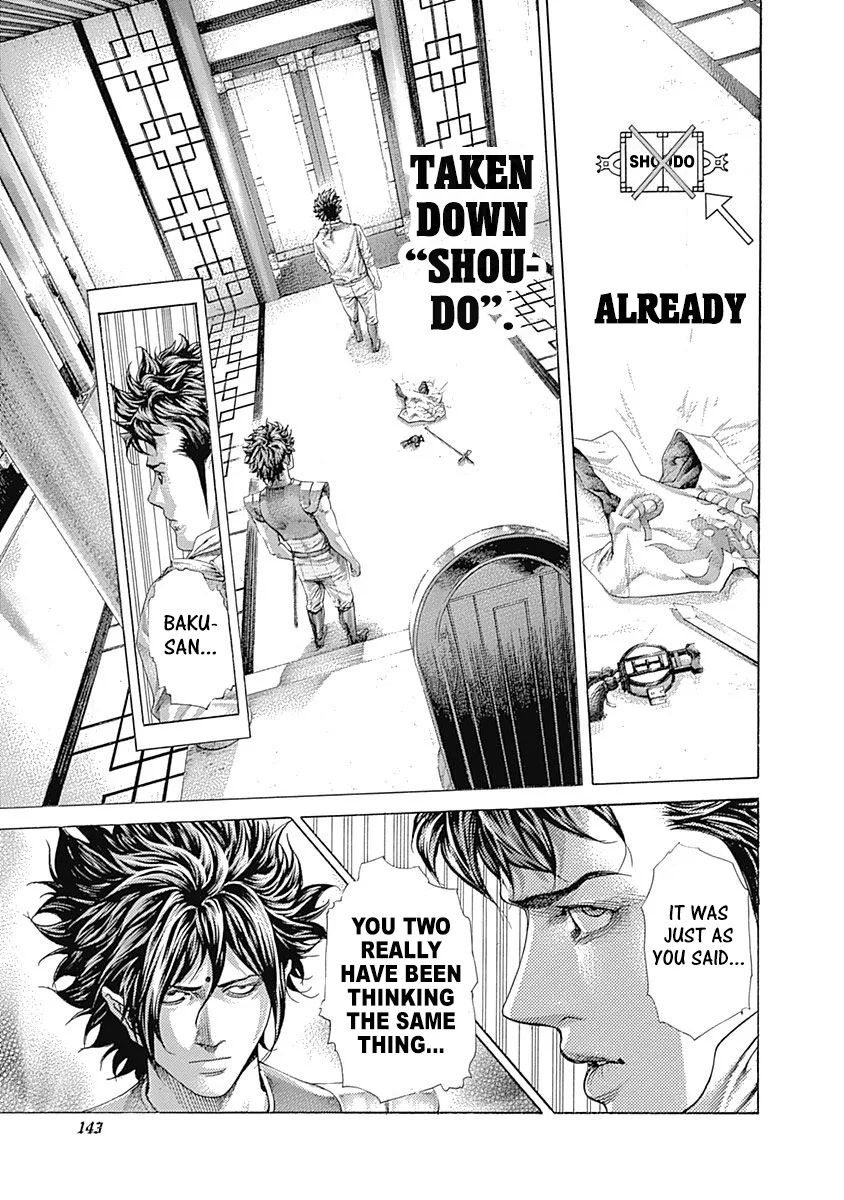 SHOUDO
ALREADY
TAKEN
DOWN
“SHOU-
DO”.
BAKU-
SAN...
IT WAS
JUST AS
YOU SAID...
YOU TWO
REALLY
HAVE BEEN
THINKING
THE SAME
THING...
143